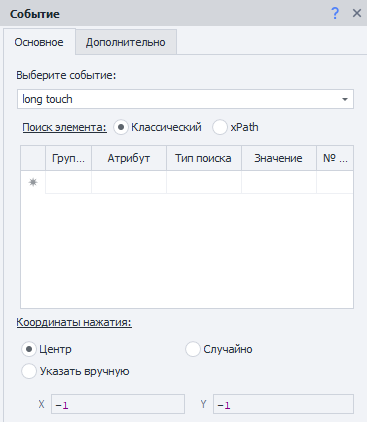 Событие ? ×
Основное Дополнительно
Выберите событие:
long touch
Поиск элемента: Классический xPath
Груп... Атрибут Тип поиска Значение № ...
Координаты нажатия:
Центр Случайно
Указать вручную
X -1 Y -1